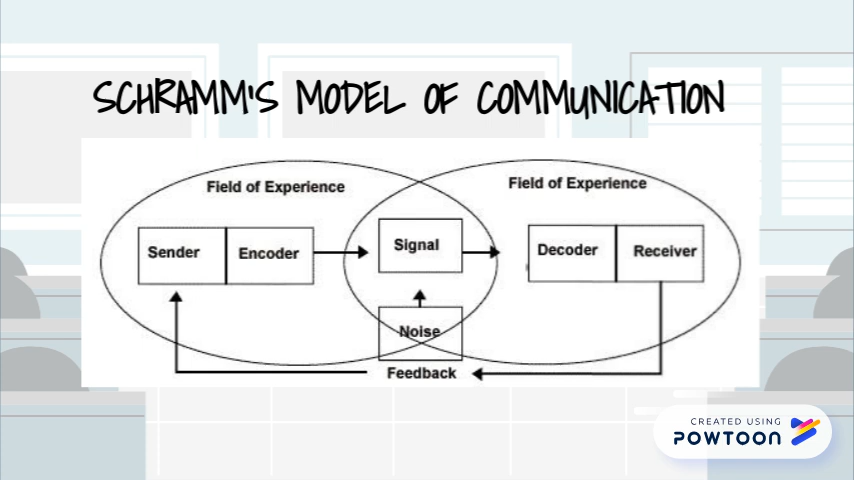 SCHRAMM'S MODEL OF COMMUNICATION
Field of Experience
Field of Experience
Sender
Encoder
Signal
Decoder
Receiver
Noise
Feedback
CREATED USING
POWTOON